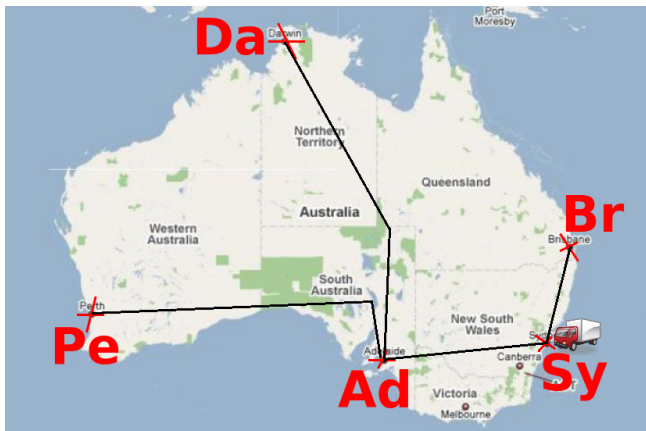 Port
Moresby
Da
Darwin
Northern
Territory
Queensland
Br
Brisbane
Australia
Western
Australia
South
Australia
Perth
Pe
New South
Wales
Adelaide
Ad
Canberra
Sy
Victoria
Melbourne